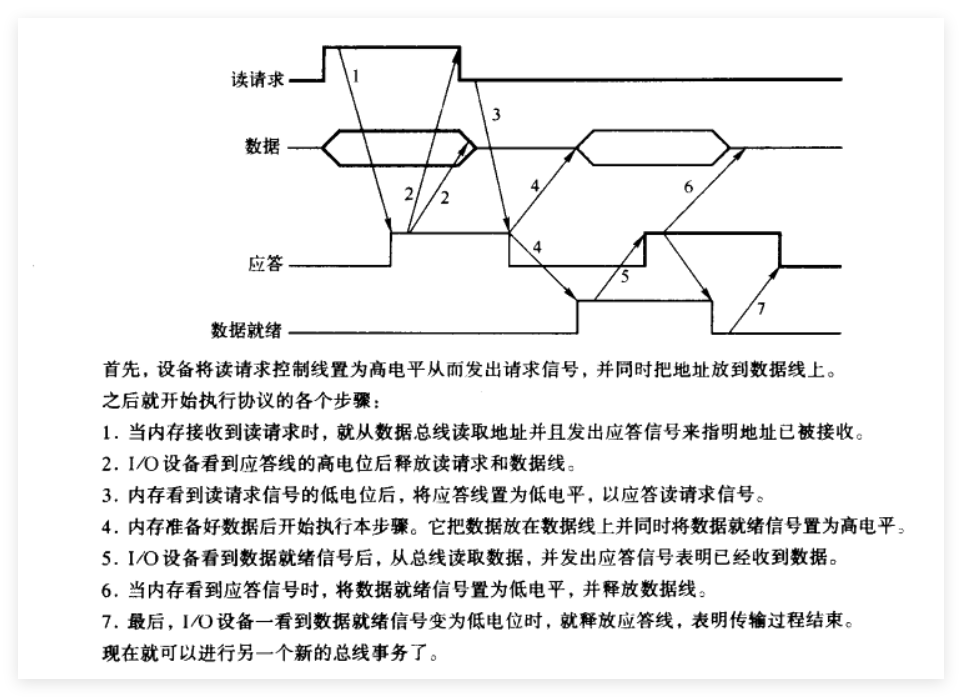 读请求
1
3
数据
4
6
2
2
应答
4
5
数据就绪
7
首先，设备将读请求控制线置为高电平从而发出请求信号，并同时把地址放到数据线上。
之后就开始执行协议的各个步骤：
1. 当内存接收到读请求时，就从数据总线读取地址并且发出应答信号来指明地址已被接收。
2. I/O 设备看到应答线的高电位后释放读请求和数据线。
3. 内存看到读请求信号的低电位后，将应答线置为低电平，以应答读请求信号。
4. 内存准备好数据后开始执行本步骤。它把数据放在数据线上并同时将数据就绪信号置为高电平。
5. I/O 设备看到数据就绪信号后，从总线读取数据，并发出应答信号表明已经收到数据。
6. 当内存看到应答信号时，将数据就绪信号置为低电平，并释放数据线。
7. 最后，I/O 设备一看到数据就绪信号变为低电位时，就释放应答线，表明传输过程结束。
现在就可以进行另一个新的总线事务了。